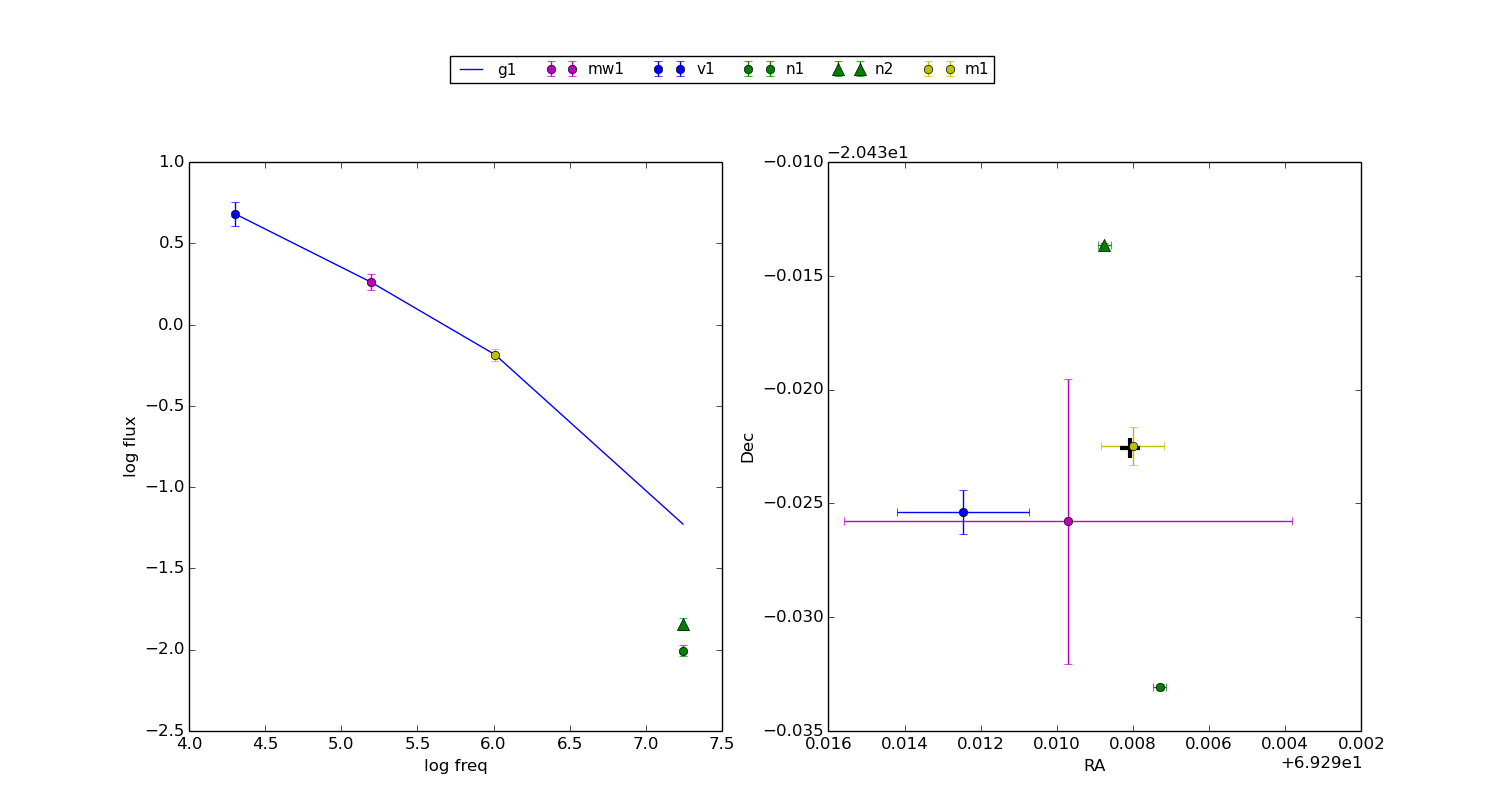 g1 mw1 v1 n1 n2 m1
1.0
0.5
0.0
−0.5
−1.0
−1.5
−2.0
−2.5
log flux
4.0 4.5 5.0 5.5 6.0 6.5 7.0 7.5
log freq
−2.043e1
−0.010
−0.015
−0.020
−0.025
−0.030
−0.035
Dec
0.016 0.014 0.012 0.010 0.008 0.006 0.004 0.002
RA
+6.929e1